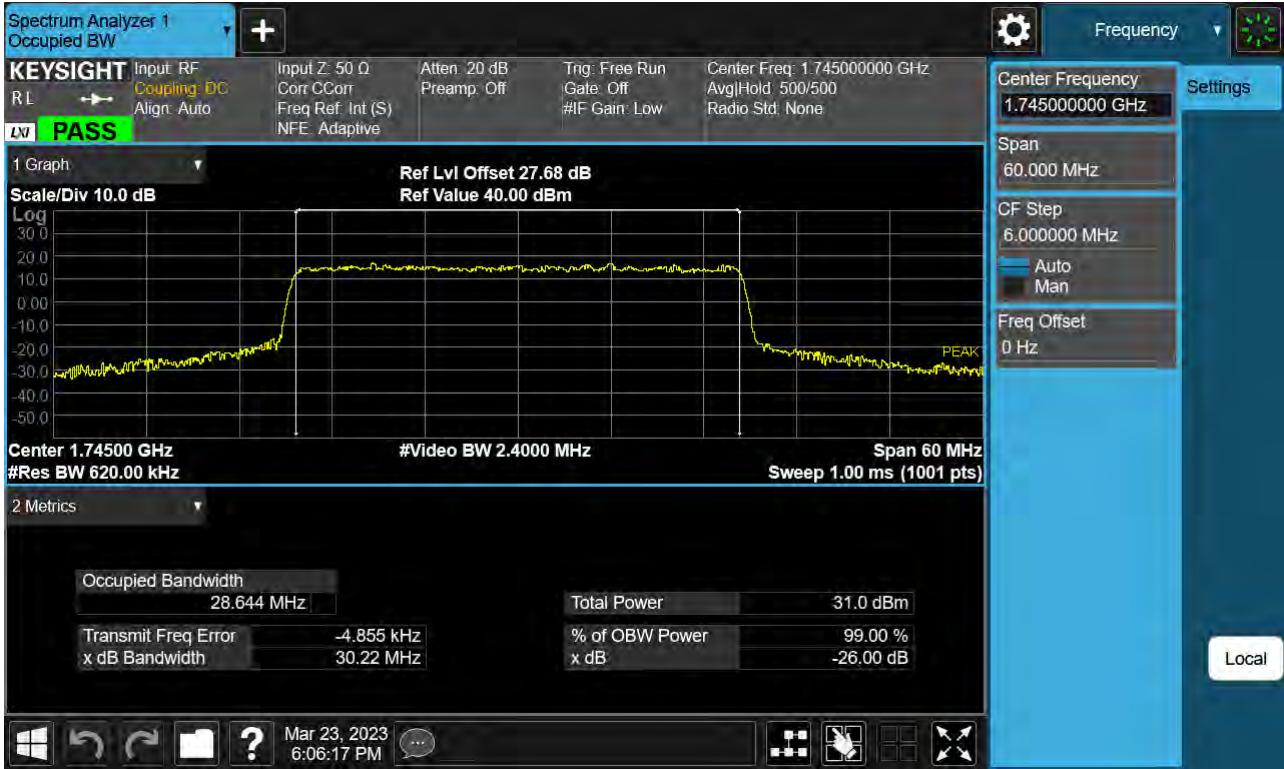 Spectrum Analyzer 1
Occupied BW
Frequency
KEYSIGHT
RL
LXI
PASS
Input: RF
Coupling: DC
Align: Auto
Input Z: 50 Ω
Corr CCorr
Freq Ref: Int (S)
NFE: Adaptive
Atten: 20 dB
Preamp: Off
Trig: Free Run
Gate: Off
#IF Gain: Low
Center Freq: 1.745000000 GHz
Avg|Hold: 500/500
Radio Std: None
1 Graph
Scale/Div 10.0 dB
Ref Lvl Offset 27.68 dB
Ref Value 40.00 dBm
Log
30.0
20.0
10.0
0.00
-10.0
-20.0
-30.0
-40.0
-50.0
PEAK
Center 1.74500 GHz
#Video BW 2.4000 MHz
Span 60 MHz
#Res BW 620.00 kHz
Sweep 1.00 ms (1001 pts)
2 Metrics
Occupied Bandwidth
28.644 MHz
Total Power 31.0 dBm
Transmit Freq Error -4.855 kHz
% of OBW Power 99.00 %
x dB Bandwidth 30.22 MHz
x dB -26.00 dB
Center Frequency
1.745000000 GHz
Settings
Span
60.000 MHz
CF Step
6.000000 MHz
Auto
Man
Freq Offset
0 Hz
Local
?
Mar 23, 2023
6:06:17 PM